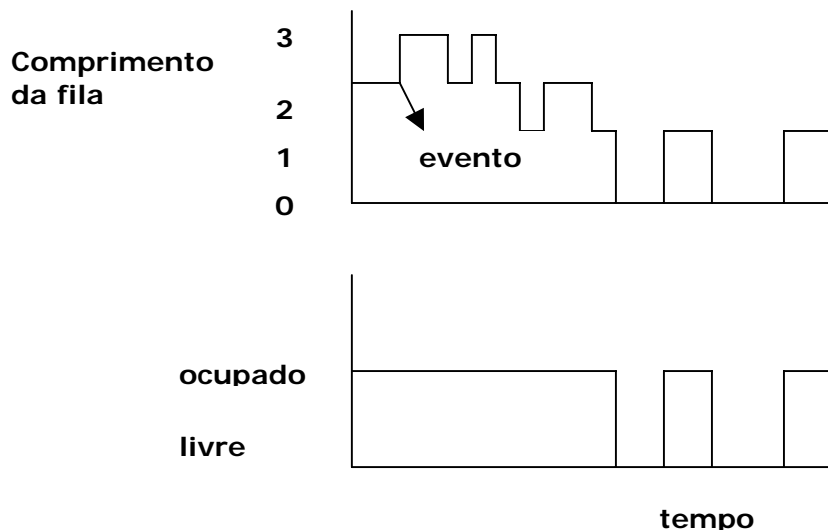 3
Comprimento
da fila
2
1
evento
0
ocupado
livre
tempo